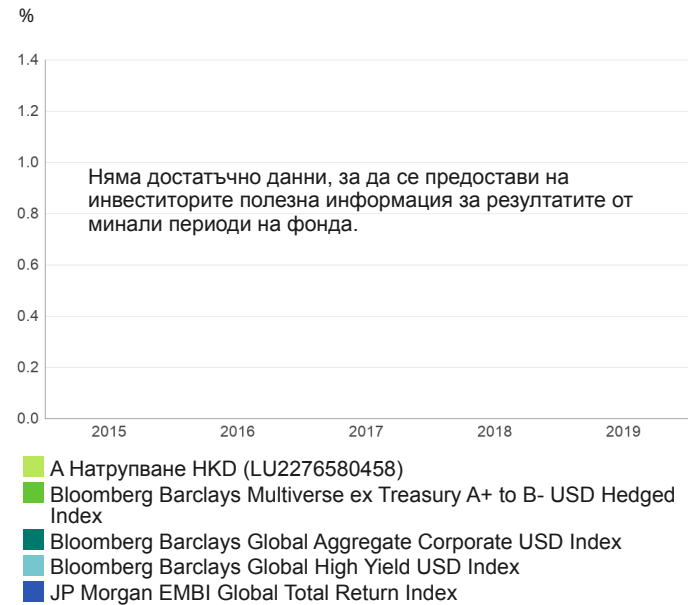 %
1.4
1.2
1.0
Няма достатъчно данни, за да се предостави на
инвеститорите полезна информация за резултатите от
0.8
минали периоди на фонда.
0.6
0.4
0.2
0.0
2015 2016 2017 2018 2019
А Натрупване HKD (LU2276580458)
Bloomberg Barclays Multiverse ex Treasury A+ to B- USD Hedged
Index
Bloomberg Barclays Global Aggregate Corporate USD Index
Bloomberg Barclays Global High Yield USD Index
JP Morgan EMBI Global Total Return Index